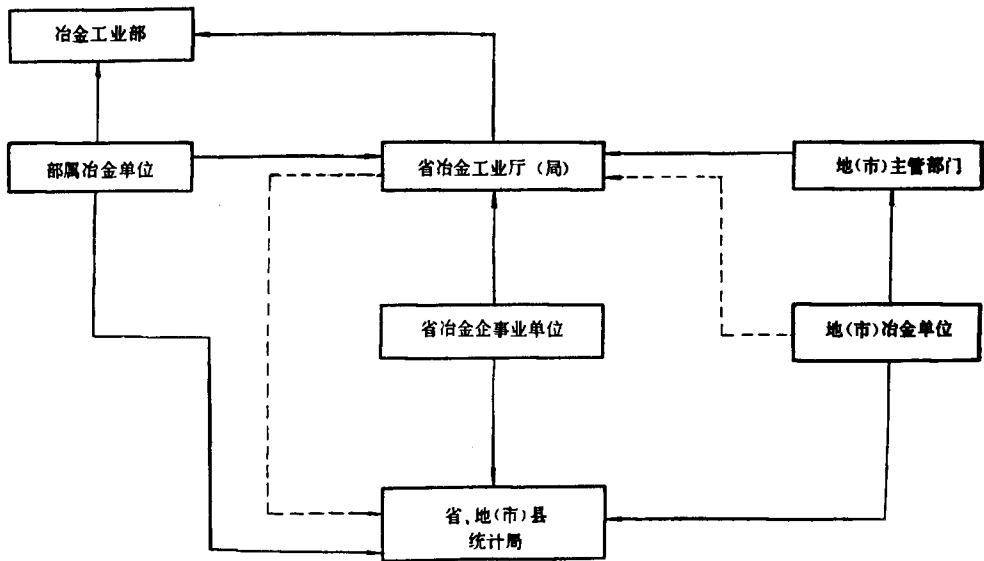 冶金工业部
部属冶金单位
省冶金工业厅（局）
地(市)主管部门
省冶金企事业单位
地(市)冶金单位
省、地(市)县
统计局